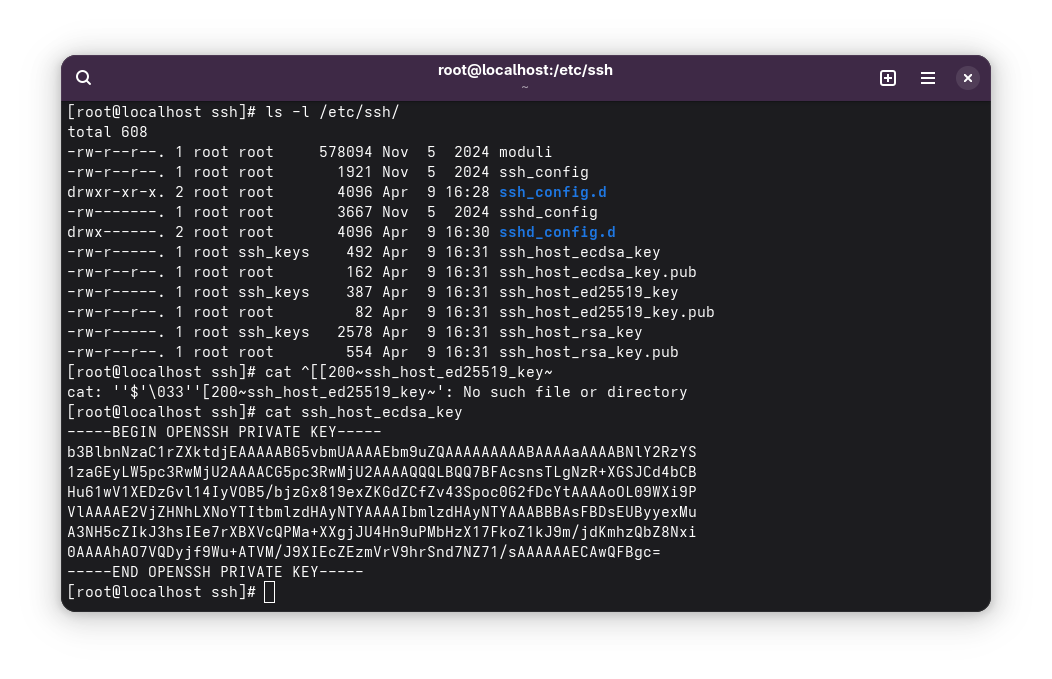 root@localhost:/etc/ssh
~
[root@localhost ssh]# ls -l /etc/ssh/
total 608
-rw-r--r--. 1 root root     578094 Nov  5  2024 moduli
-rw-r--r--. 1 root root       1921 Nov  5  2024 ssh_config
drwxr-xr-x. 2 root root       4096 Apr  9 16:28 ssh_config.d
-rw-------. 1 root root       3667 Nov  5  2024 sshd_config
drwx------. 2 root root       4096 Apr  9 16:30 sshd_config.d
-rw-r-----. 1 root ssh_keys    492 Apr  9 16:31 ssh_host_ecdsa_key
-rw-r--r--. 1 root root        162 Apr  9 16:31 ssh_host_ecdsa_key.pub
-rw-r-----. 1 root ssh_keys    387 Apr  9 16:31 ssh_host_ed25519_key
-rw-r--r--. 1 root root         82 Apr  9 16:31 ssh_host_ed25519_key.pub
-rw-r-----. 1 root ssh_keys   2578 Apr  9 16:31 ssh_host_rsa_key
-rw-r--r--. 1 root root        554 Apr  9 16:31 ssh_host_rsa_key.pub
[root@localhost ssh]# cat ^[[200~ssh_host_ed25519_key~
cat: ''$'\033''[200~ssh_host_ed25519_key~': No such file or directory
[root@localhost ssh]# cat ssh_host_ecdsa_key
-----BEGIN OPENSSH PRIVATE KEY-----
b3BlbnNzaC1rZXktdjEAAAAABG5vbmUAAAAEbm9uZQAAAAAAAAABAAAAaAAAABNlY2RzYS
1zaGEyLW5pc3RwMjU2AAAACG5pc3RwMjU2AAAAQQQLBQQ7BFAcsnsTLgNzR+XGSJCd4bCB
Hu61wV1XEDzGvl14IyVOB5/bjzGx819exZKGdZCfZv43Spoc0G2fDcYtAAAAoOL09WXi9P
VlAAAAE2VjZHNhLXNoYTItbmlzdHAyNTYAAAAIbmlzdHAyNTYAAABBBAsFBDsEUByyexMu
A3NH5cZIkJ3hsIEe7rXBXVcQPMa+XXgjJU4Hn9uPMbHzX17FkoZ1kJ9m/jdKmhzQbZ8Nxi
0AAAAhAO7VQDyjf9Wu+ATVM/J9XIEcZEzmVrV9hrSnd7NZ71/sAAAAAAECAwQFBgc=
-----END OPENSSH PRIVATE KEY-----
[root@localhost ssh]#